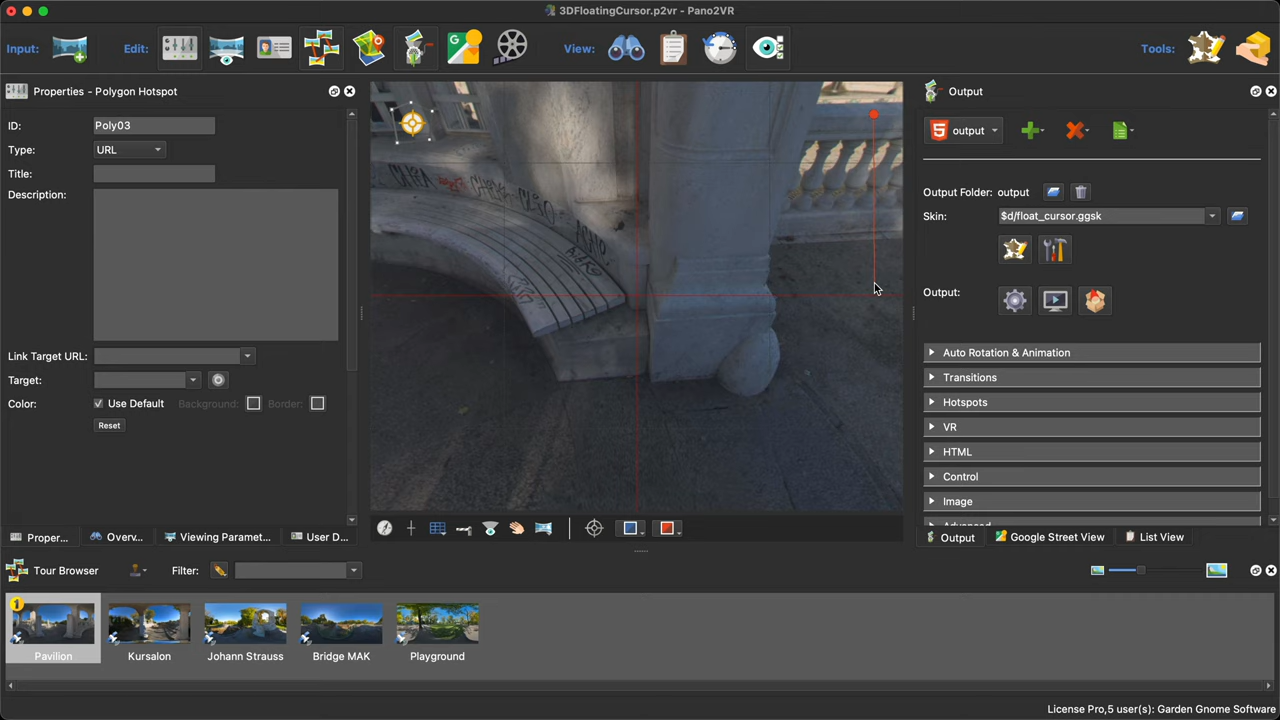 3DFloatingCursor.p2vr - Pano2VR
Input:
Edit:
View:
Tools:
Properties - Polygon Hotspot
ID:
Poly03
Type:
URL
Title:
Description:
Link Target URL:
Target:
Color:
Use Default
Background:
Border:
Reset
Proper...
Overv...
Viewing Paramet...
User D...
Output
output
Output Folder:
output
Skin:
$d/float_cursor.ggsk
Output:
Auto Rotation & Animation
Transitions
Hotspots
VR
HTML
Control
Image
Advanced
Output
Google Street View
List View
Tour Browser
Filter:
1
Pavilion
Kursalon
Johann Strauss
Bridge MAK
Playground
License Pro,5 user(s): Garden Gnome Software